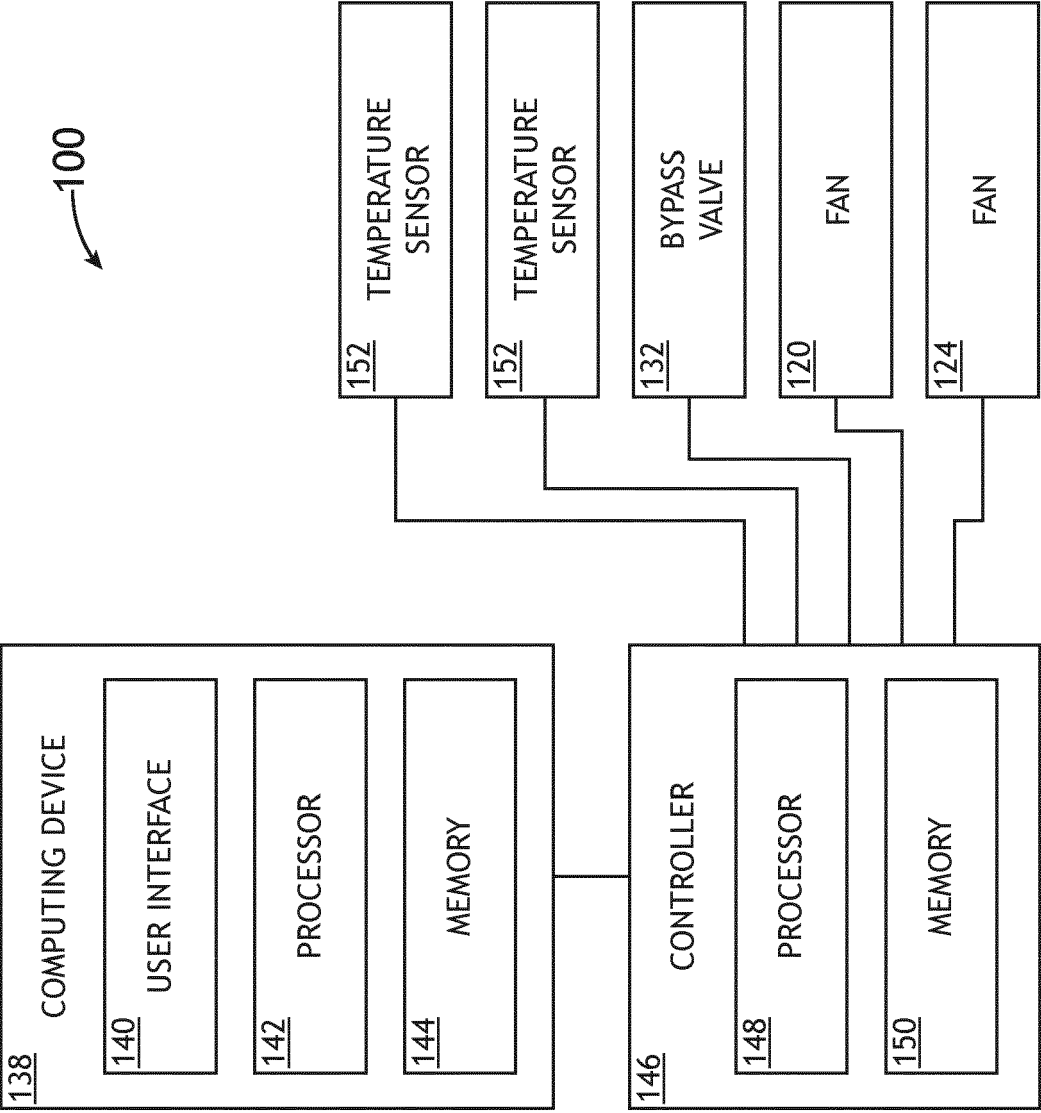 100
138
COMPUTING DEVICE
140
USER INTERFACE
142
PROCESSOR
144
MEMORY
146
CONTROLLER
148
PROCESSOR
150
MEMORY
152
TEMPERATURE
SENSOR
152
TEMPERATURE
SENSOR
132
BYPASS
VALVE
120
FAN
124
FAN